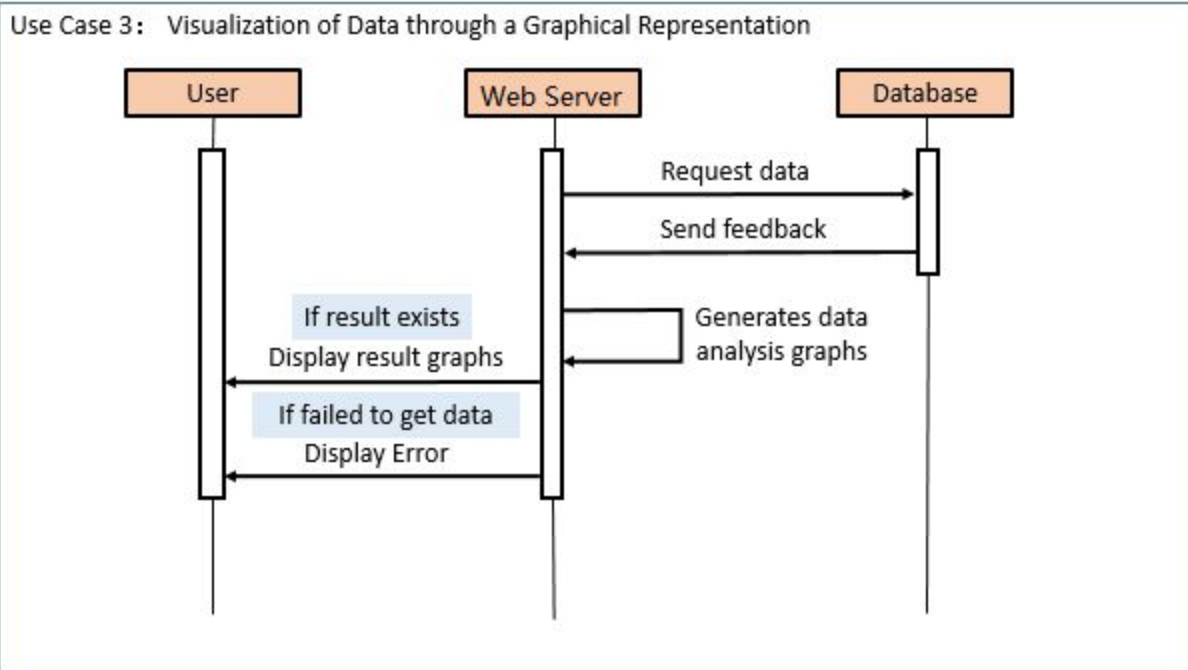 Use Case 3： Visualization of Data through a Graphical Representation
User
Web Server
Database
Request data
Send feedback
If result exists
Display result graphs
Generates data
analysis graphs
If failed to get data
Display Error